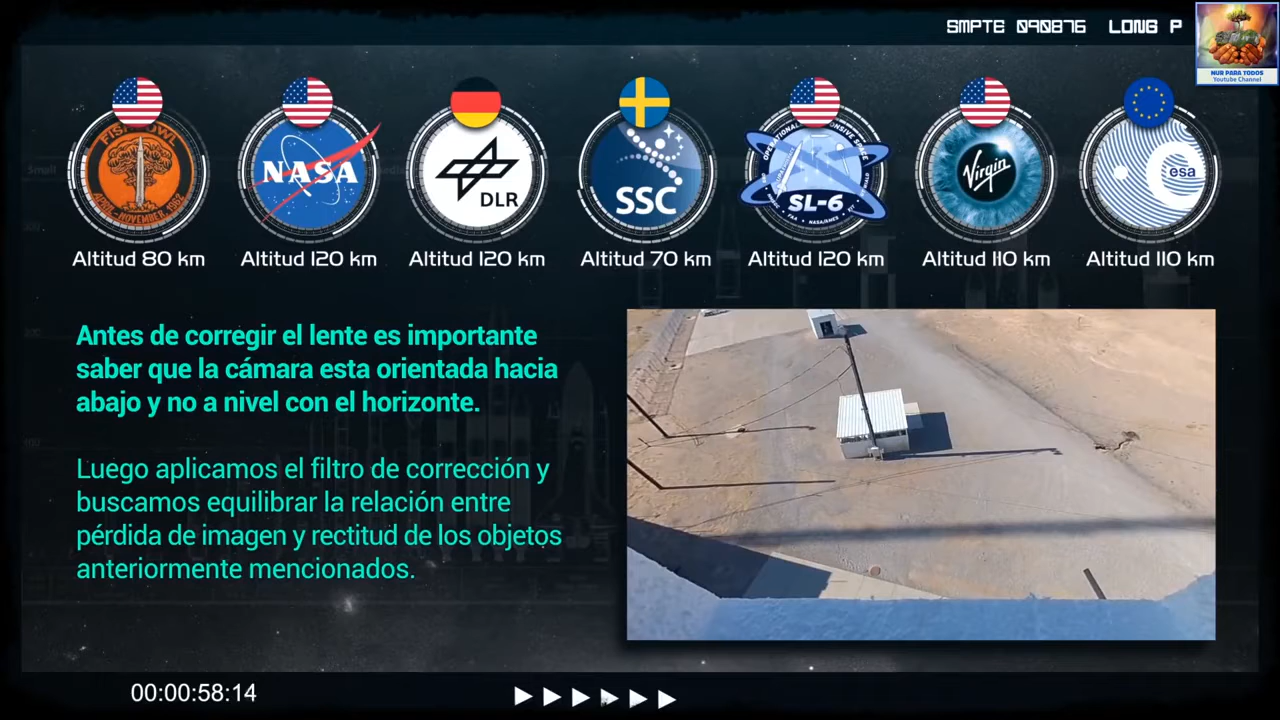 SMPTE 090876 LONG P
NUR PARA TODOS
Youtube Channel
FISHBOWL
APRIL-NOVEMBER 1962
NASA
DLR
SSC
SL-6
Virgin
esa
Altitud 80 km
Altitud 120 km
Altitud 120 km
Altitud 70 km
Altitud 120 km
Altitud 110 km
Altitud 110 km
Antes de corregir el lente es importante
saber que la cámara esta orientada hacia
abajo y no a nivel con el horizonte.
Luego aplicamos el filtro de corrección y
buscamos equilibrar la relación entre
pérdida de imagen y rectitud de los objetos
anteriormente mencionados.
00:00:58:14